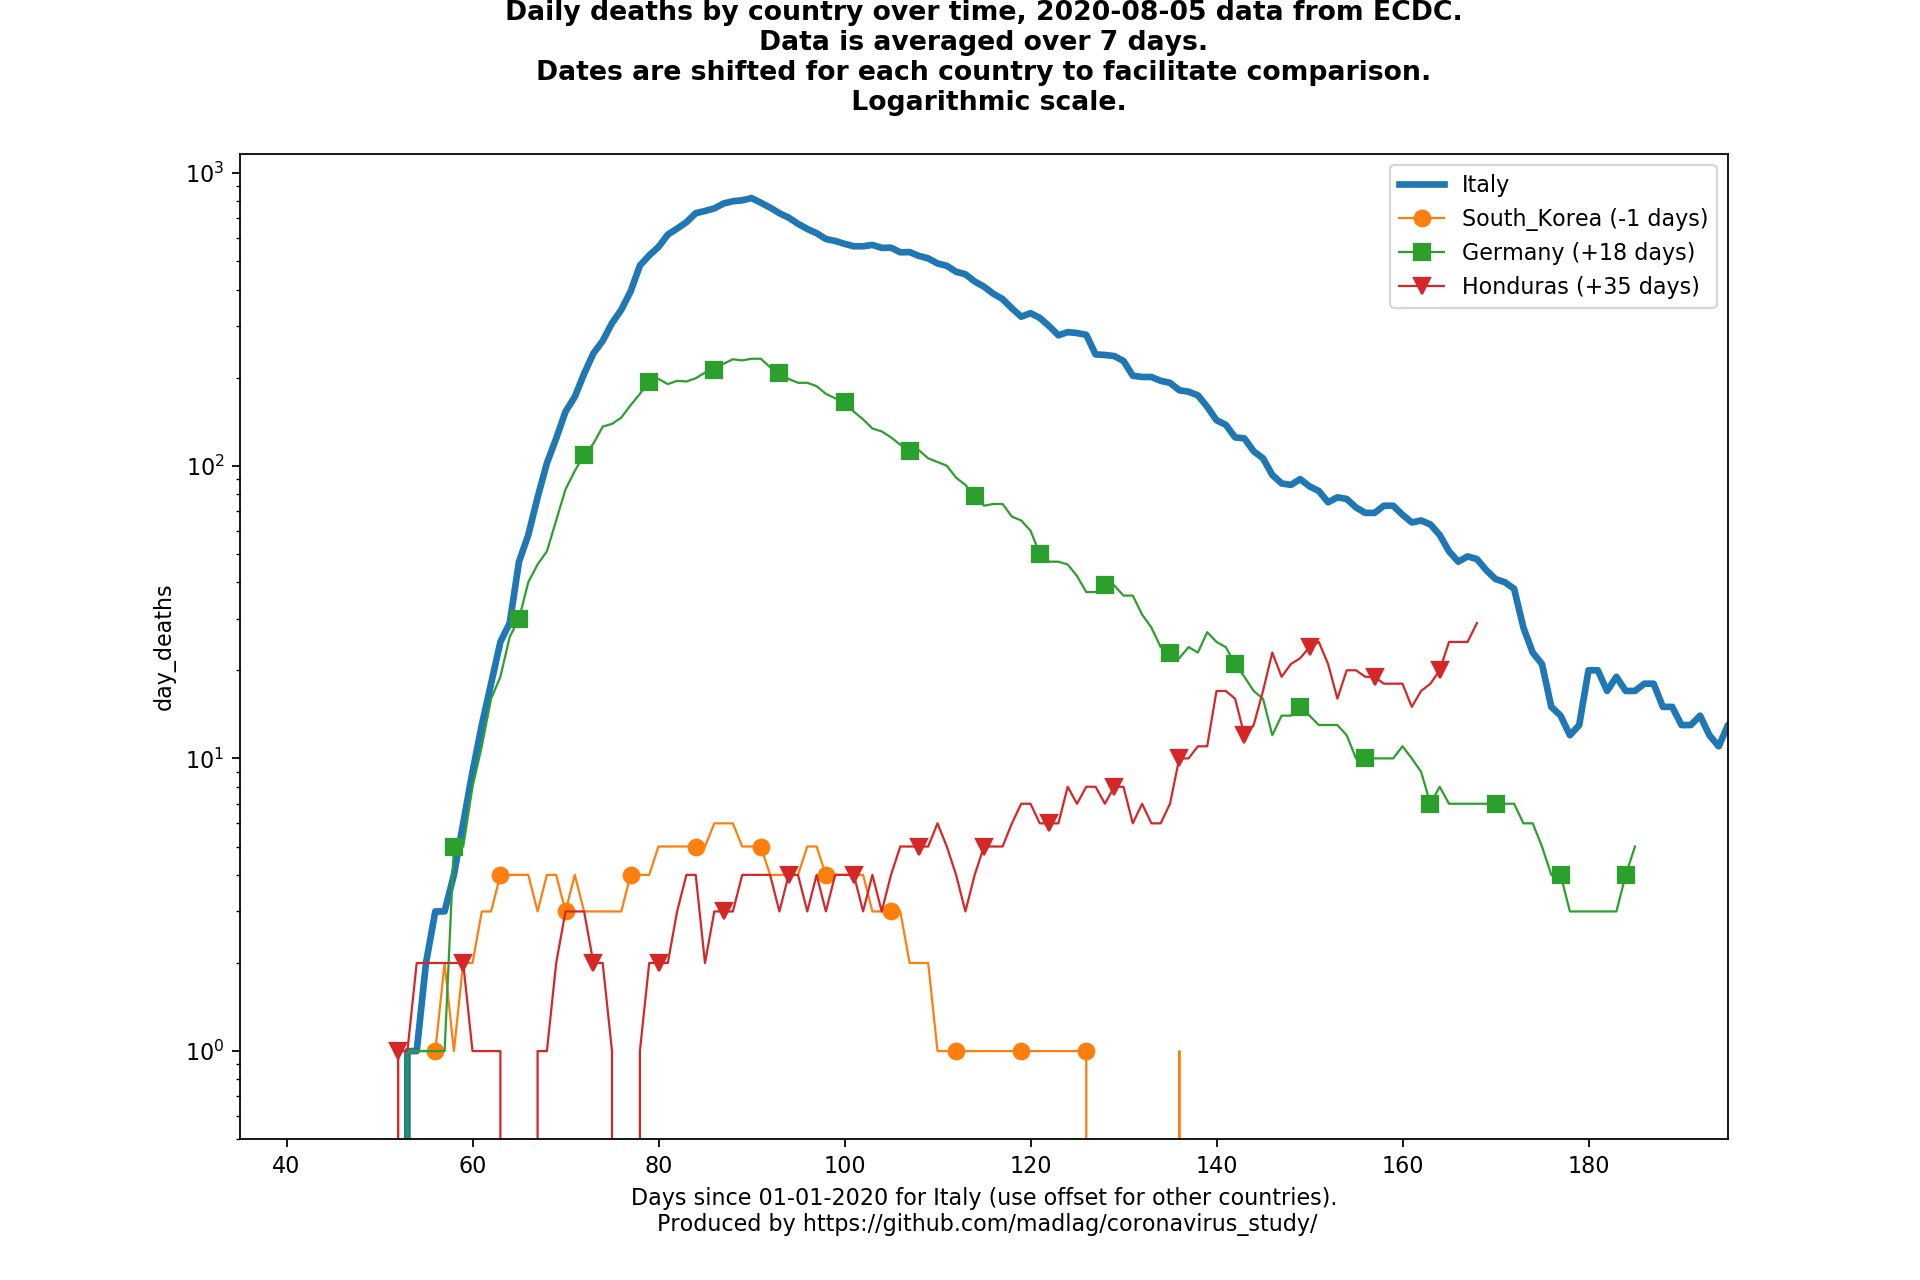 Daily deaths by country over time, 2020-08-05 data from ECDC.
Data is averaged over 7 days.
Dates are shifted for each country to facilitate comparison.
Logarithmic scale.
10³
10²
10¹
10⁰
day_deaths
Italy
South_Korea (-1 days)
Germany (+18 days)
Honduras (+35 days)
40 60 80 100 120 140 160 180
Days since 01-01-2020 for Italy (use offset for other countries).
Produced by https://github.com/madlag/coronavirus_study/